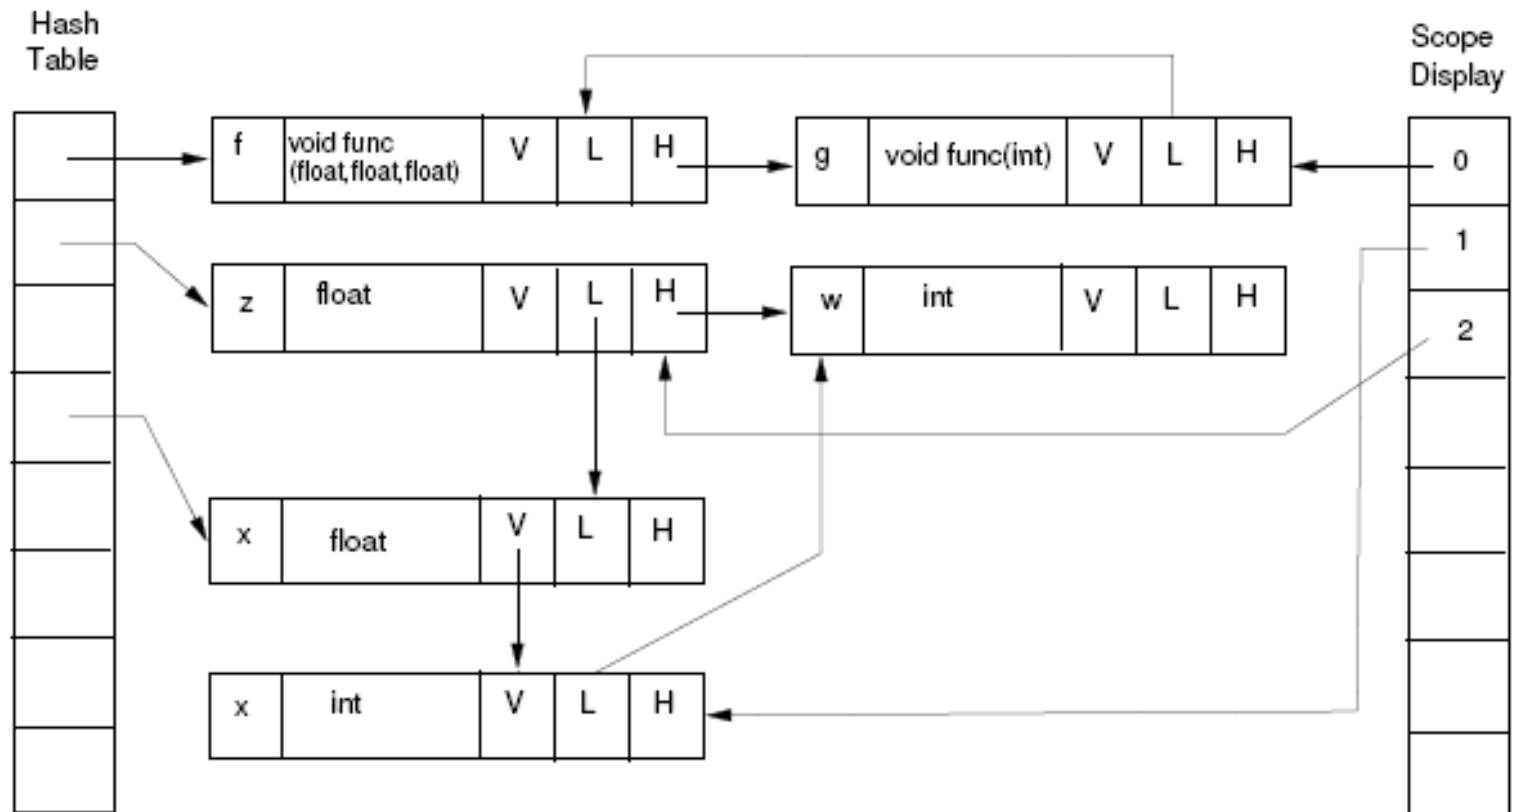 Hash
Table
Scope
Display
f
void func
(float,float,float)
V
L
H
g
void func(int)
V
L
H
0
1
z
float
V
L
H
w
int
V
L
H
2
x
float
V
L
H
x
int
V
L
H